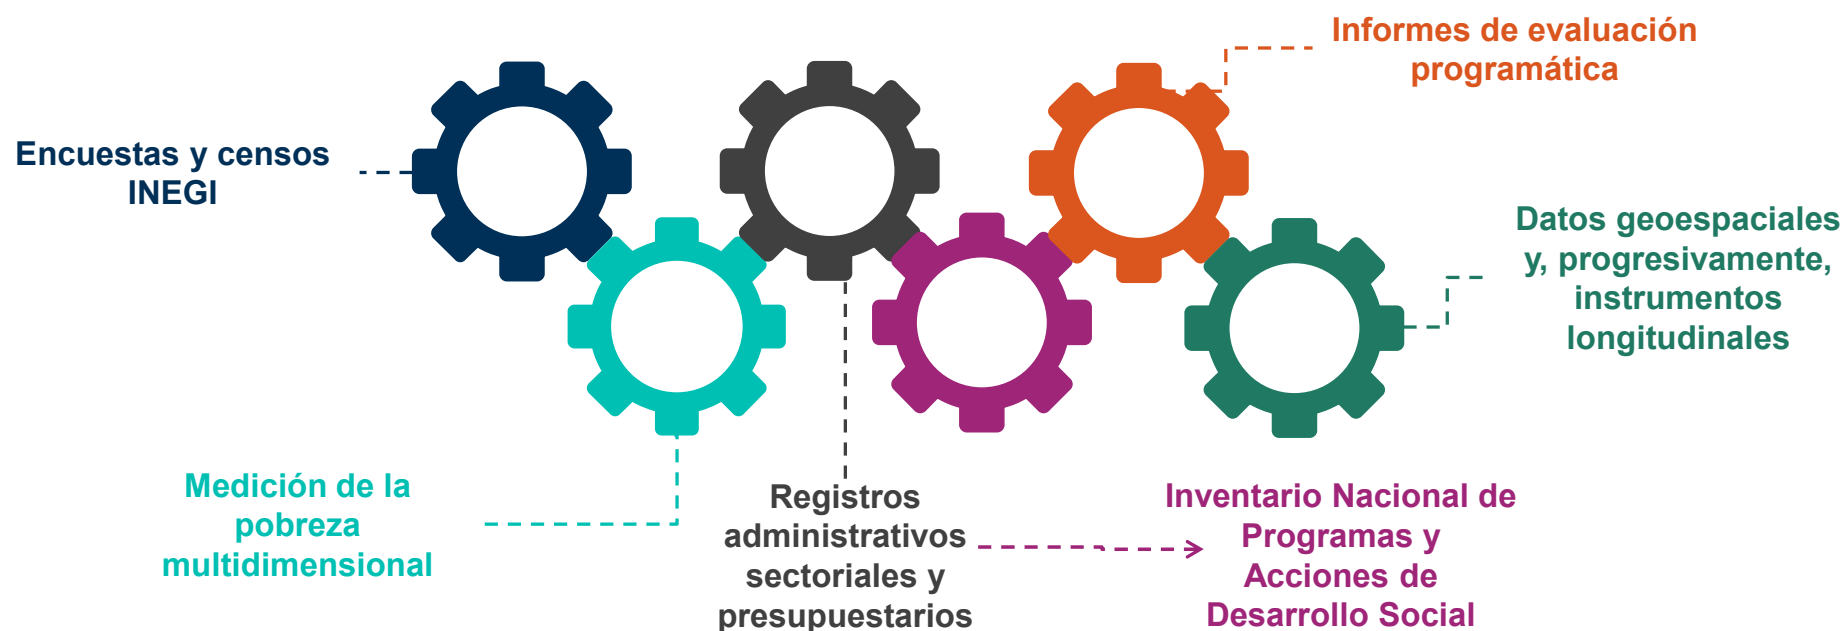 Encuestas y censos
INEGI
Medición de la
pobreza
multidimensional
Registros
administrativos
sectoriales y
presupuestarios
Inventario Nacional de
Programas y
Acciones de
Desarrollo Social
Informes de evaluación
programática
Datos geoespaciales
y, progresivamente,
instrumentos
longitudinales